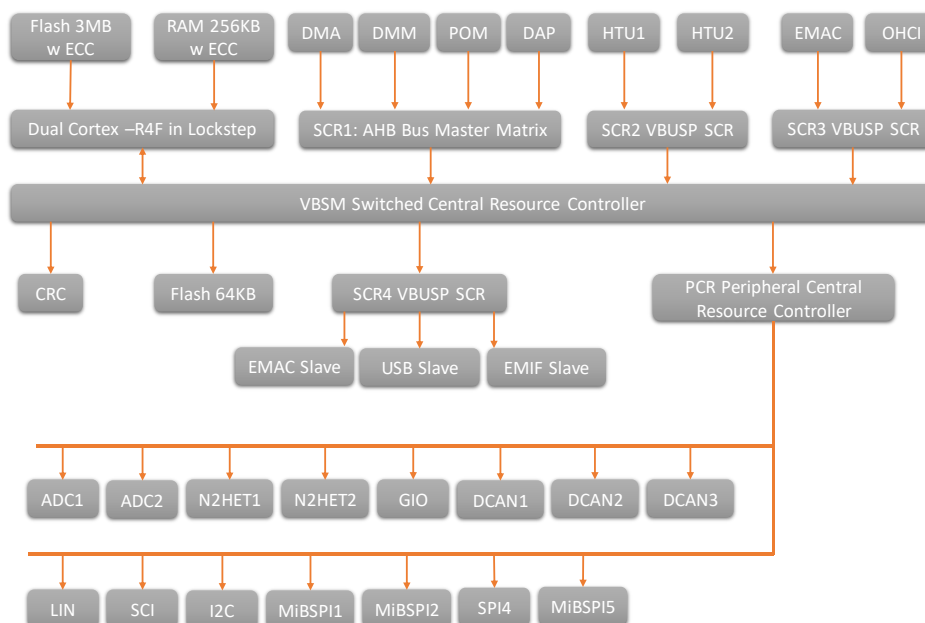 Flash 3MB
w ECC
RAM 256KB
w ECC
DMA
DMM
POM
DAP
HTU1
HTU2
EMAC
OHCI
Dual Cortex –R4F in Lockstep
SCR1: AHB Bus Master Matrix
SCR2 VBUSP SCR
SCR3 VBUSP SCR
VBSM Switched Central Resource Controller
CRC
Flash 64KB
SCR4 VBUSP SCR
PCR Peripheral Central
Resource Controller
EMAC Slave
USB Slave
EMIF Slave
ADC1
ADC2
N2HET1
N2HET2
GIO
DCAN1
DCAN2
DCAN3
LIN
SCI
I2C
MiBSPI1
MiBSPI2
SPI4
MiBSPI5